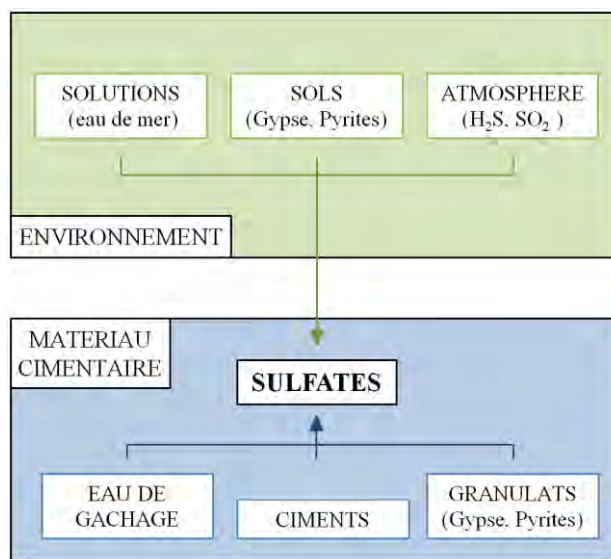 SOLUTIONS
(eau de mer)
SOLS
(Gypse, Pyrites)
ATMOSPHERE
(H₂S, SO₂ )
ENVIRONNEMENT
MATERIAU
CIMENTAIRE
SULFATES
EAU DE
GACHAGE
CIMENTS
GRANULATS
(Gypse, Pyrites)